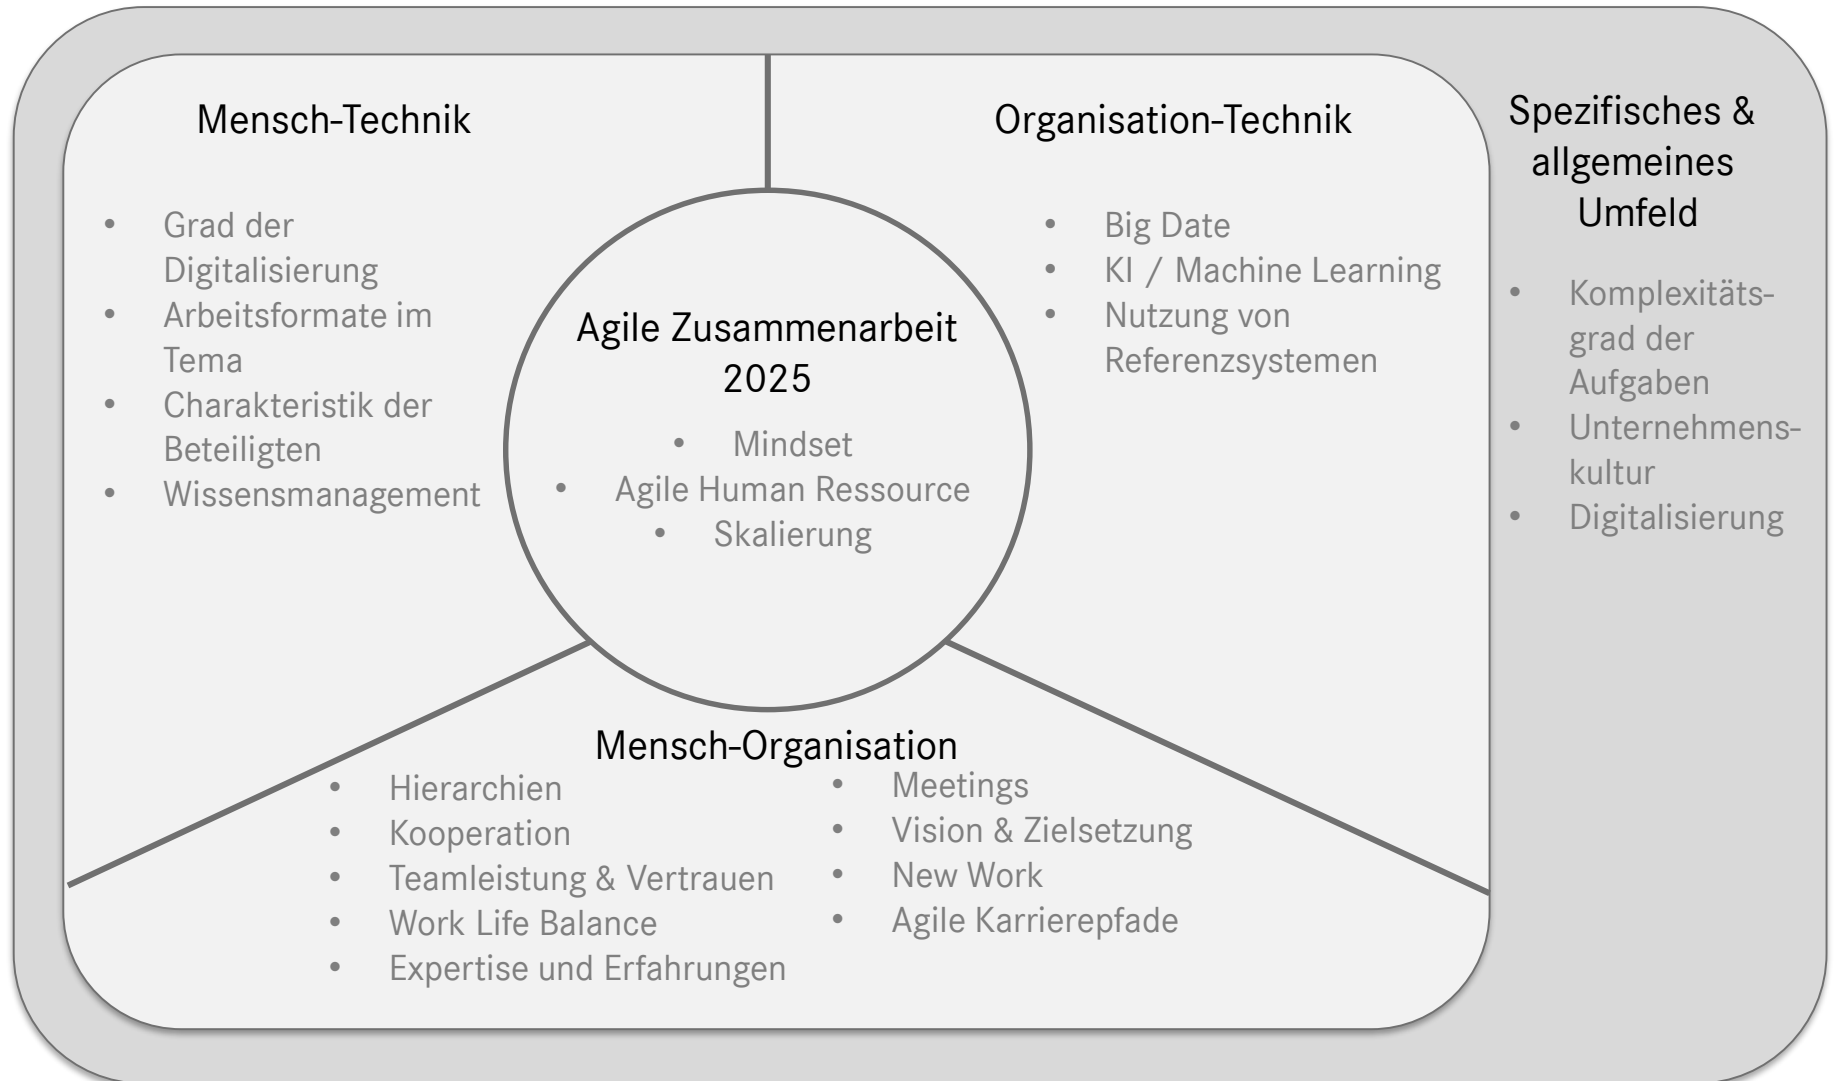 Mensch-Technik
• Grad der
Digitalisierung
• Arbeitsformate im
Tema
• Charakteristik der
Beteiligten
• Wissensmanagement
Agile Zusammenarbeit
2025
• Mindset
• Agile Human Ressource
• Skalierung
Organisation-Technik
• Big Date
• KI / Machine Learning
• Nutzung von
Referenzsystemen
Spezifisches &
allgemeines
Umfeld
• Komplexitäts-
grad der
Aufgaben
• Unternehmens-
kultur
• Digitalisierung
Mensch-Organisation
• Hierarchien
• Kooperation
• Teamleistung & Vertrauen
• Work Life Balance
• Expertise und Erfahrungen
• Meetings
• Vision & Zielsetzung
• New Work
• Agile Karrierepfade